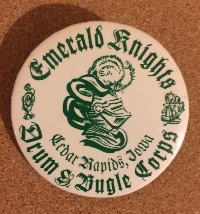 Emerald Knights
Cedar Rapids, Iowa
Drum & Bugle Corps